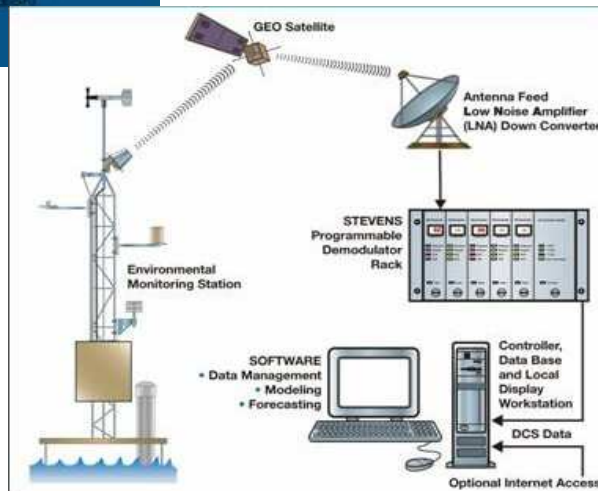 GEO Satellite
Antenna Feed
Low Noise Amplifier
(LNA) Down Converter
STEVENS
Programmable
Demodulator
Rack
Environmental
Monitoring Station
SOFTWARE
• Data Management
• Modeling
• Forecasting
Controller,
Data Base
and Local
Display
Workstation
DCS Data
Optional Internet Access